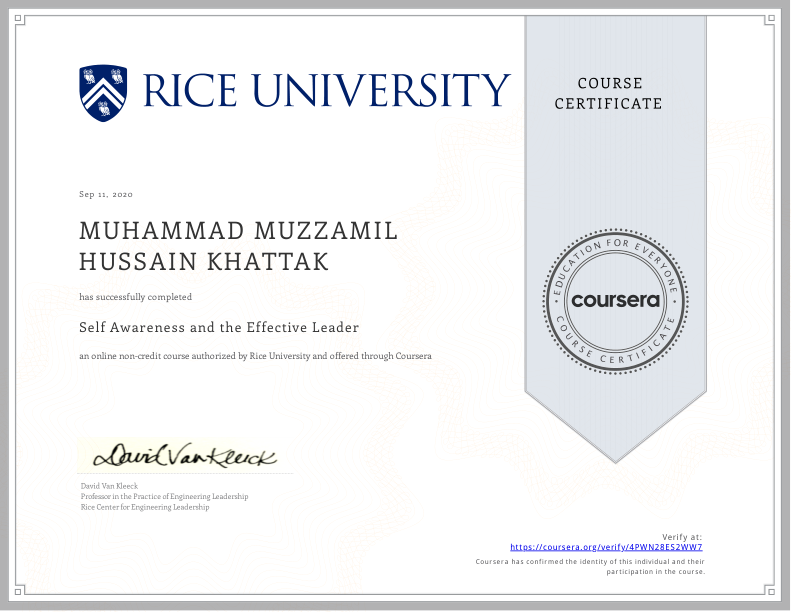 RICE UNIVERSITY
COURSE
CERTIFICATE
Sep 11, 2020
MUHAMMAD MUZZAMIL
HUSSAIN KHATTAK
has successfully completed
Self Awareness and the Effective Leader
an online non-credit course authorized by Rice University and offered through Coursera
EDUCATION FOR EVERYONE
coursera
COURSE CERTIFICATE
David Van Kleeck
David Van Kleeck
Professor in the Practice of Engineering Leadership
Rice Center for Engineering Leadership
Verify at:
https://coursera.org/verify/4PWN28ES2WW7
Coursera has confirmed the identity of this individual and their
participation in the course.